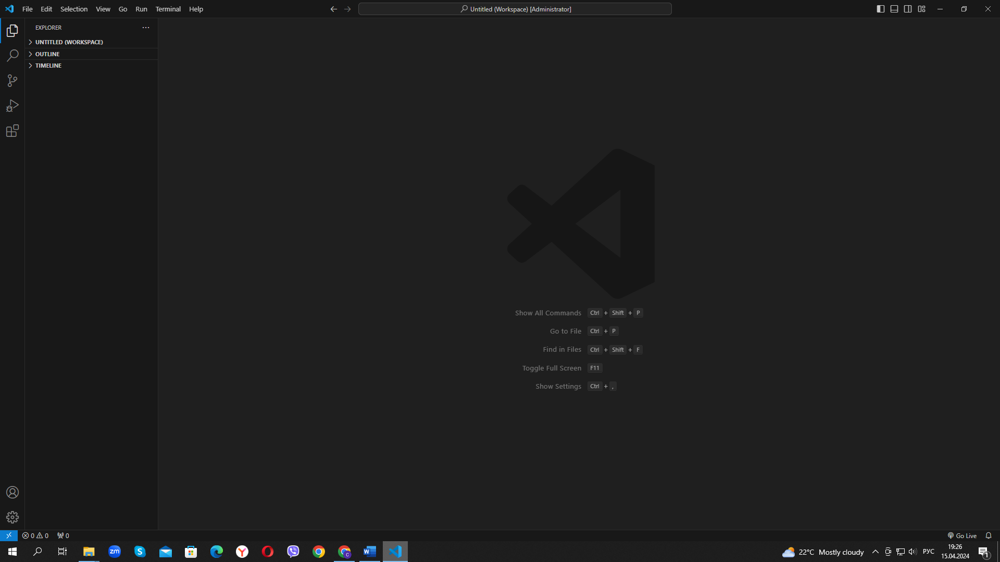 File Edit Selection View Go Run Terminal Help
Untitled (Workspace) [Administrator]
EXPLORER
UNTITLED (WORKSPACE)
OUTLINE
TIMELINE
Show All Commands Ctrl + Shift + P
Go to File Ctrl + P
Find in Files Ctrl + Shift + F
Toggle Full Screen F11
Show Settings Ctrl + ,
0 0 0
Go Live
zm S Y W C
22°C Mostly cloudy
РУС
19:26
15.04.2024
1